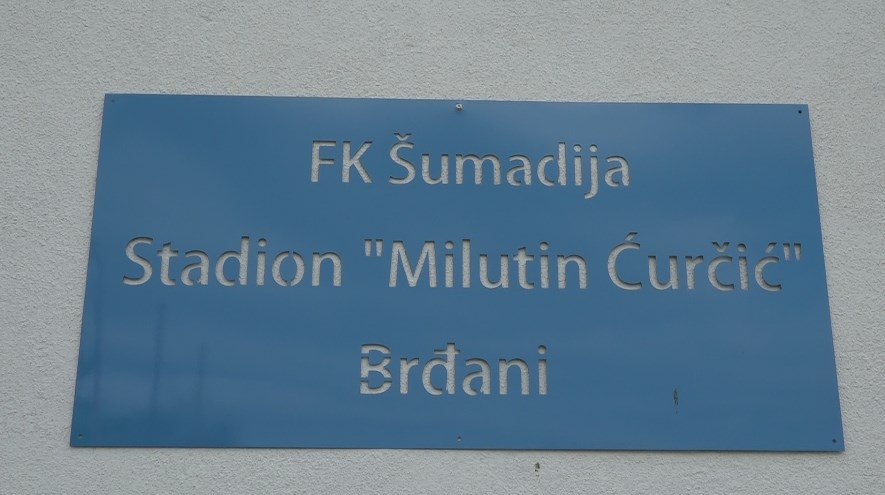 FK Šumadija
Stadion "Milutin Ćurčić"
Brđani